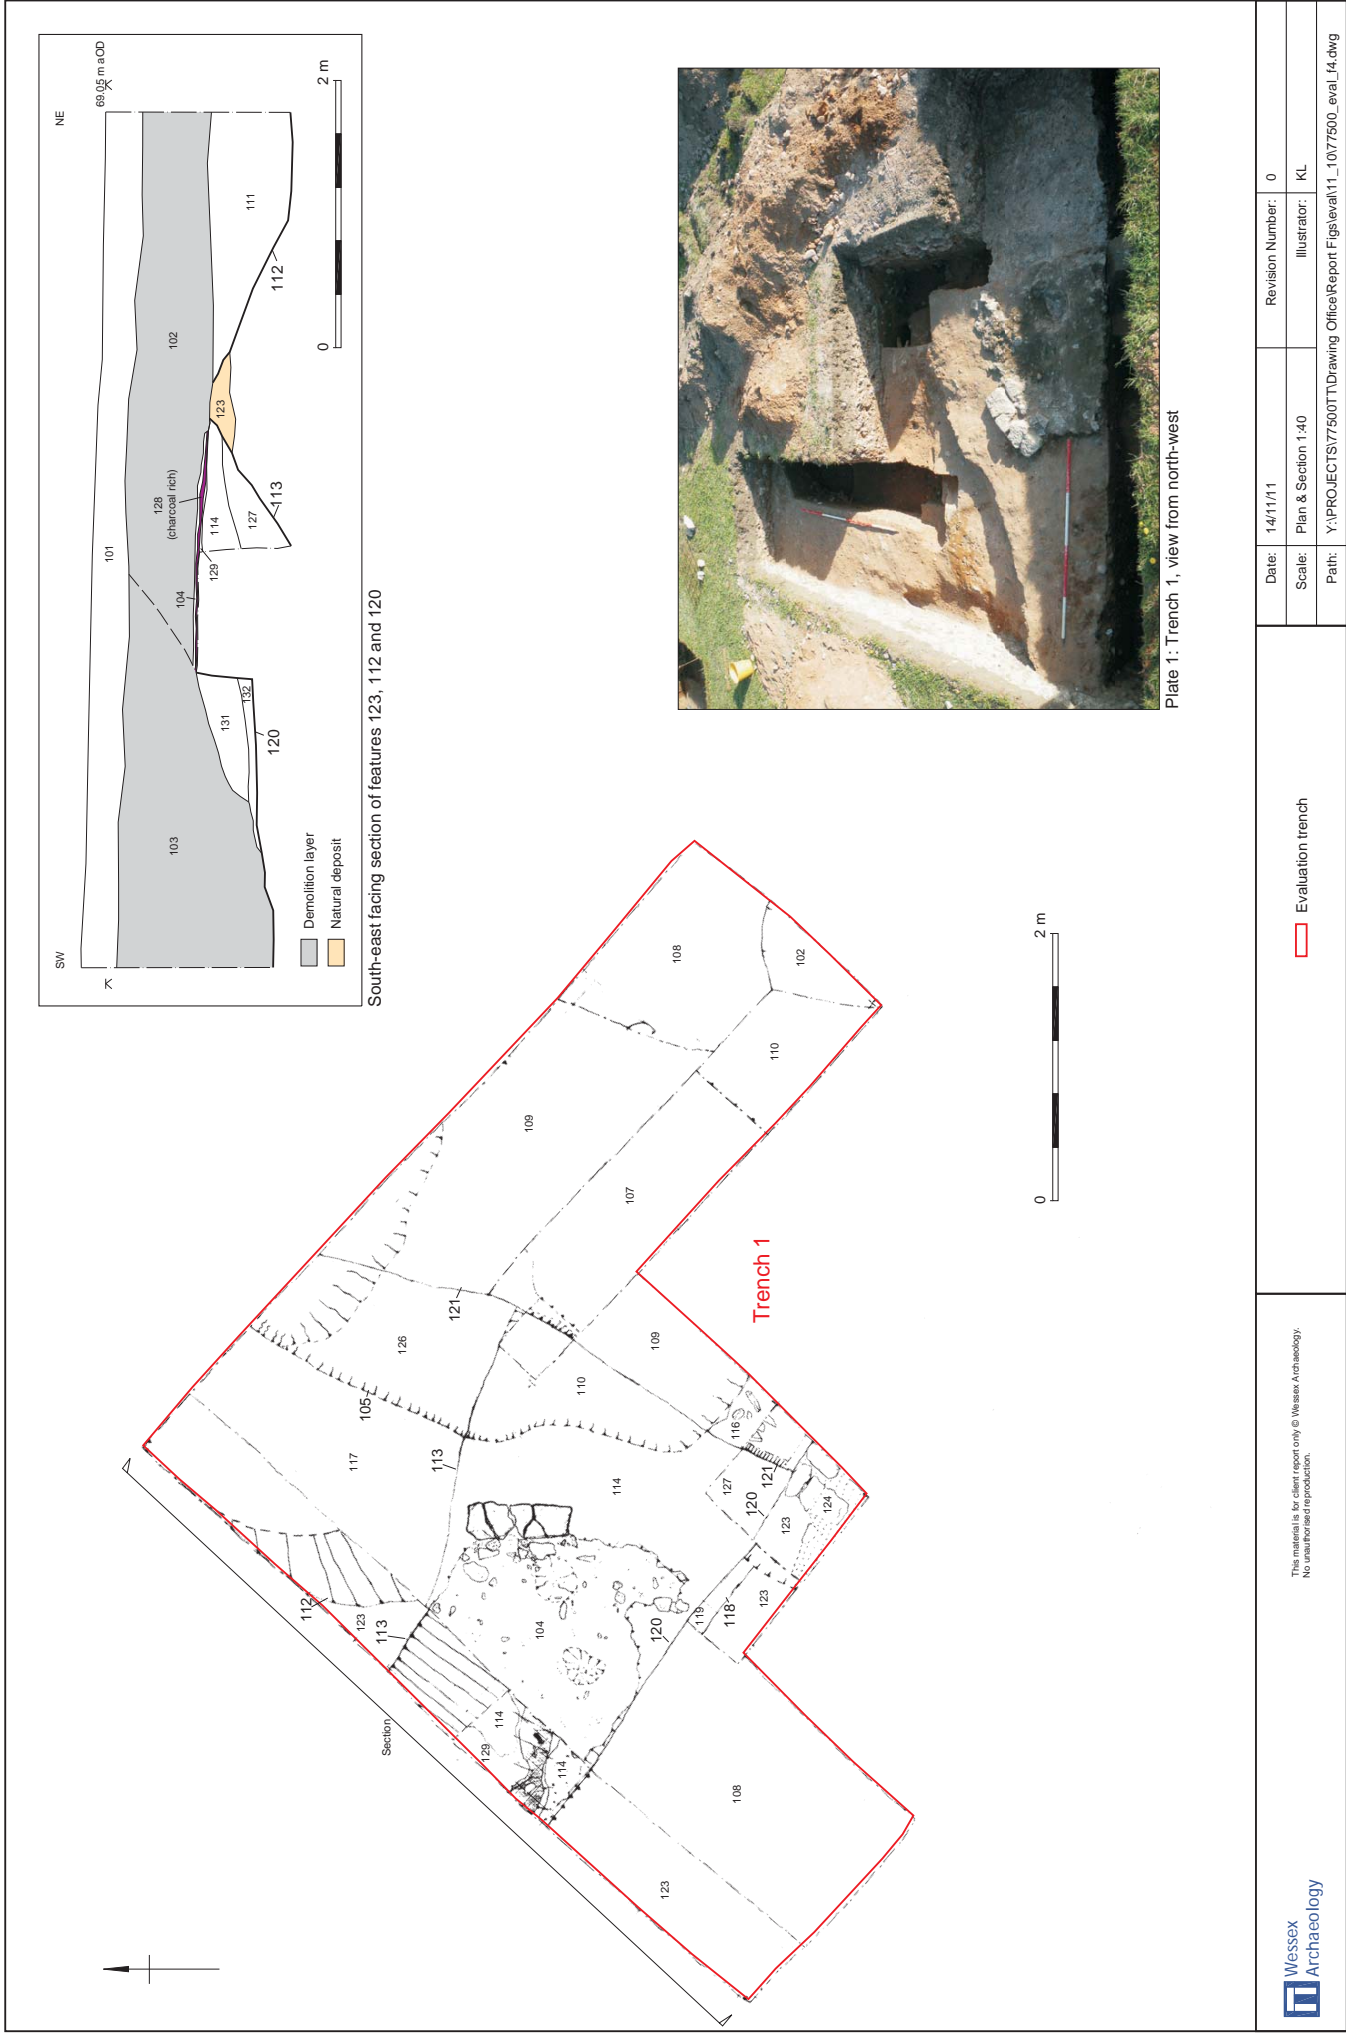 SW
NE
69.05 m aOD
101
102
103
104
128
(charcoal rich)
129
114
127
113
123
112
111
131
132
120
Demolition layer
Natural deposit
0
2 m
South-east facing section of features 123, 112 and 120
Section
112
123
113
117
105
126
121
109
108
102
110
107
113
114
129
114
114
104
110
109
116
127
121
120
124
123
120
119
118
123
108
123
Trench 1
0
2 m
Plate 1: Trench 1, view from north-west
Wessex
Archaeology
This material is for client report only © Wessex Archaeology.
No unauthorised reproduction.
Evaluation trench
Date:
14/11/11
Revision Number:
0
Scale:
Plan & Section 1:40
Illustrator:
KL
Path:
Y:\PROJECTS\77500TT\Drawing Office\Report Figs\eval\11_10\77500_eval_f4.dwg